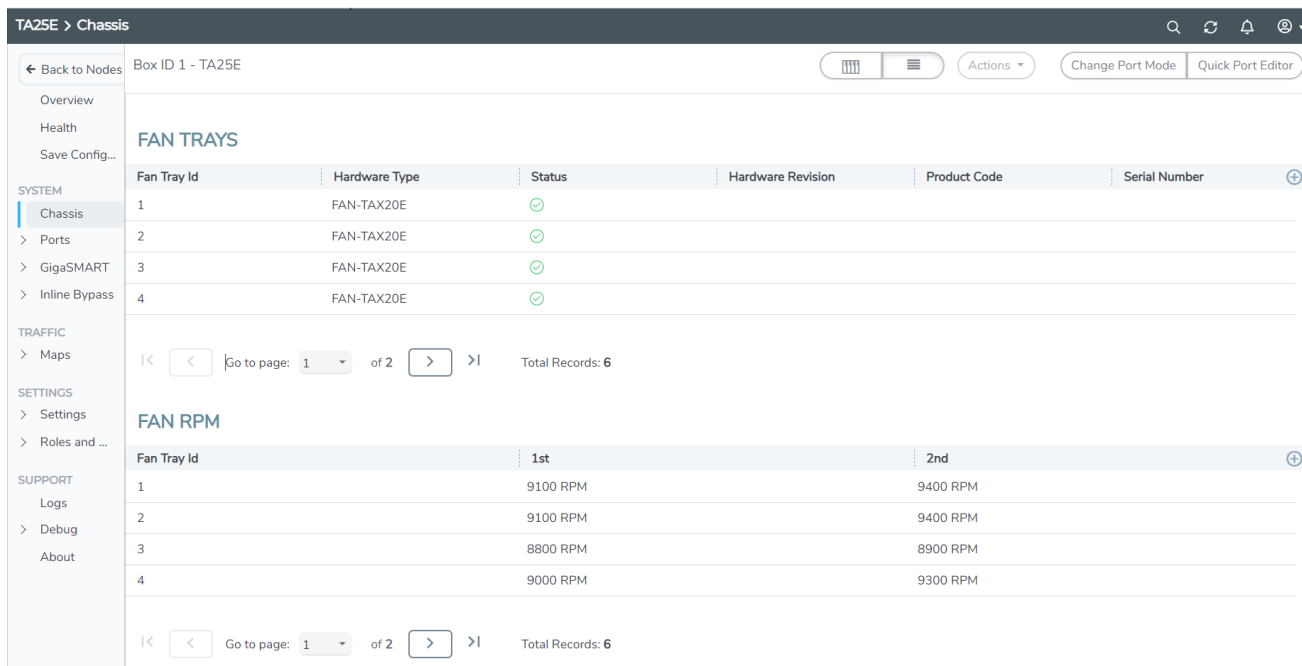 TA25E > Chassis
← Back to Nodes
Overview
Health
Save Config...
SYSTEM
Chassis
> Ports
> GigaSMART
> Inline Bypass
TRAFFIC
> Maps
SETTINGS
> Settings
> Roles and ...
SUPPORT
Logs
> Debug
About
Box ID 1 - TA25E
Actions
Change Port Mode
Quick Port Editor
FAN TRAYS
Fan Tray Id Hardware Type Status Hardware Revision Product Code Serial Number
1 FAN-TAX20E
2 FAN-TAX20E
3 FAN-TAX20E
4 FAN-TAX20E
Go to page: 1 of 2 Total Records: 6
FAN RPM
Fan Tray Id 1st 2nd
1 9100 RPM 9400 RPM
2 9100 RPM 9400 RPM
3 8800 RPM 8900 RPM
4 9000 RPM 9300 RPM
Go to page: 1 of 2 Total Records: 6